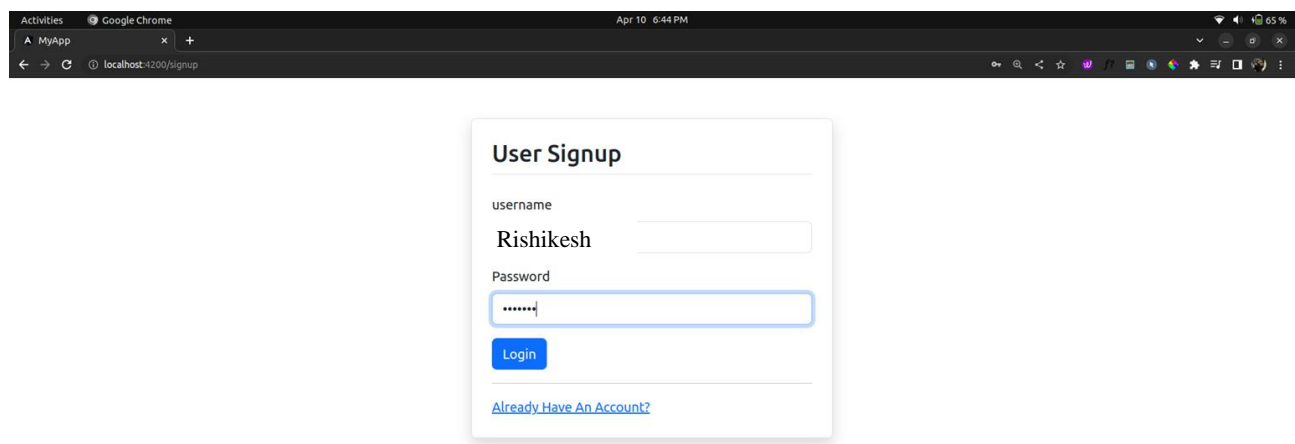 Activities Google Chrome Apr 10 6:44 PM 65 %
MyApp
localhost:4200/signup
User Signup
username
Rishikesh
Password
•••••••
Login
Already Have An Account?